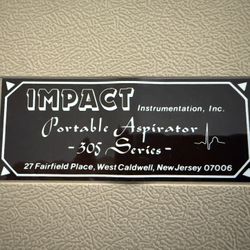 IMPACT Instrumentation, Inc.
Portable Aspirator
- 305 Series -
27 Fairfield Place, West Caldwell, New Jersey 07006